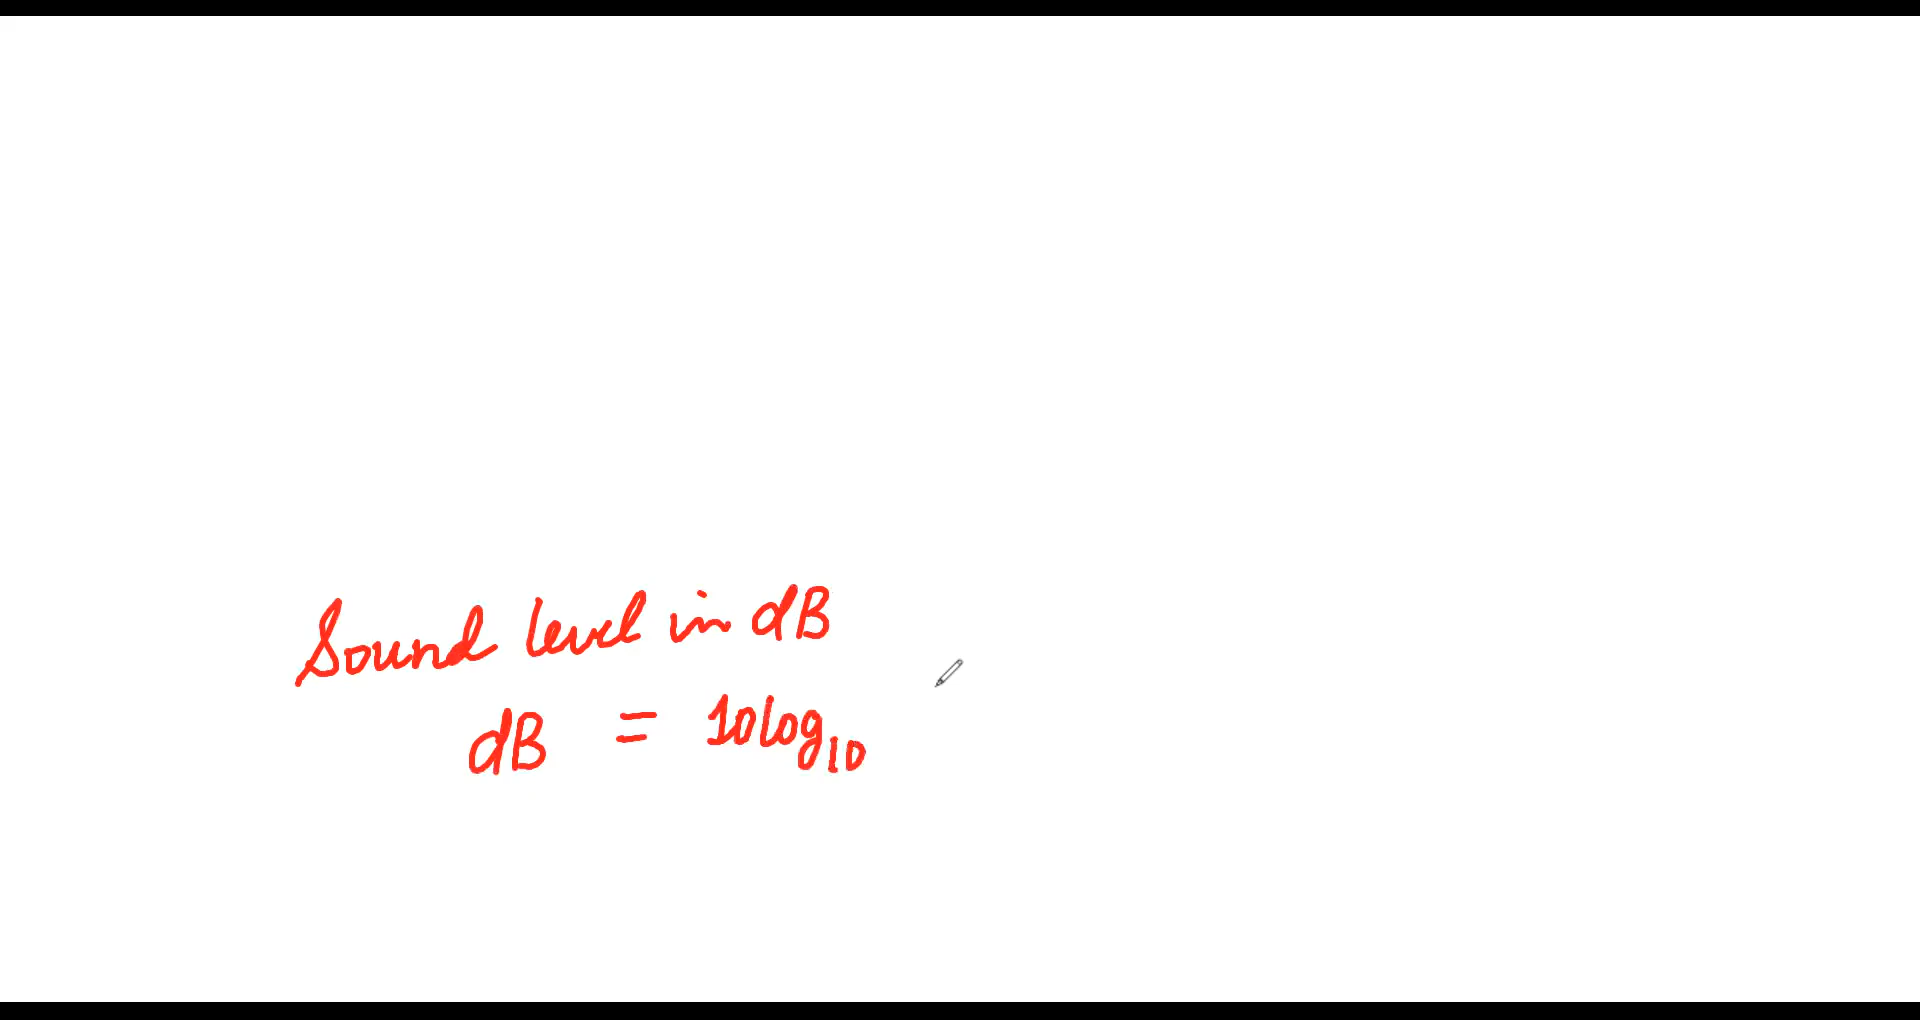 Sound level in dB
dB = 10log₁₀